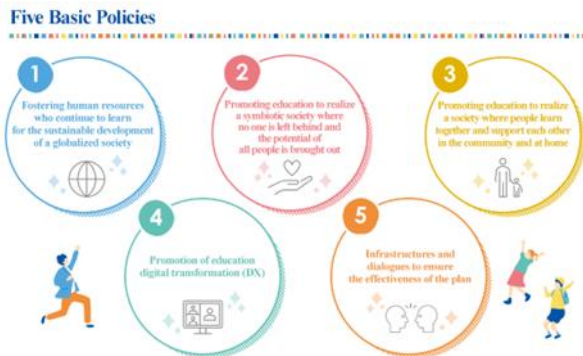 Five Basic Policies
1
Fostering human resources
who continue to learn
for the sustainable development
of a globalized society
2
Promoting education to realize
a symbiotic society where
no one is left behind and
the potential of
all people is brought out
3
Promoting education to realize
a society where people learn
together and support each other
in the community and at home
4
Promotion of education
digital transformation (DX)
5
Infrastructures and
dialogues to ensure
the effectiveness of the plan